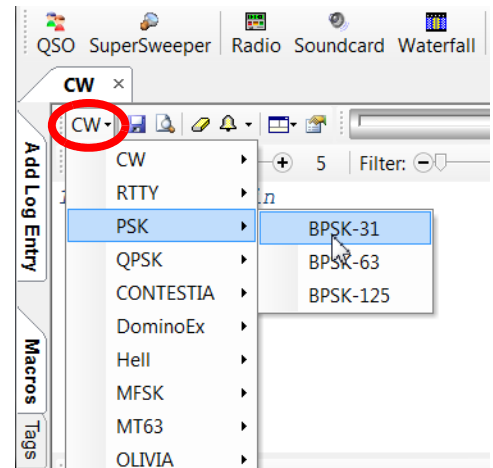 QSO SuperSweeper Radio Soundcard Waterfall
CW ×
CW
5 Filter:
CW
RTTY
in
PSK
BPSK-31
QPSK
BPSK-63
CONTESTIA
BPSK-125
DominoEx
Hell
MFSK
MT63
OLIVIA
Add Log Entry
Macros
Tags